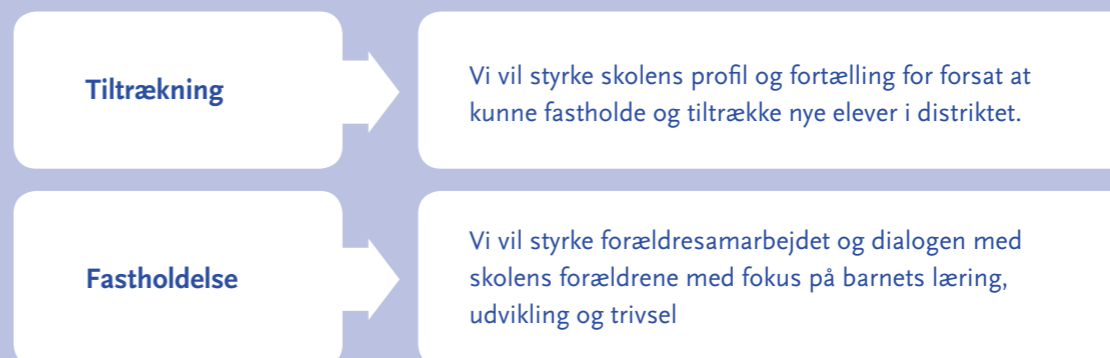 Tiltrækning
Vi vil styrke skolens profil og fortælling for forsat at
kunne fastholde og tiltrække nye elever i distriktet.
Fastholdelse
Vi vil styrke forældresamarbejdet og dialogen med
skolens forældrene med fokus på barnets læring,
udvikling og trivsel